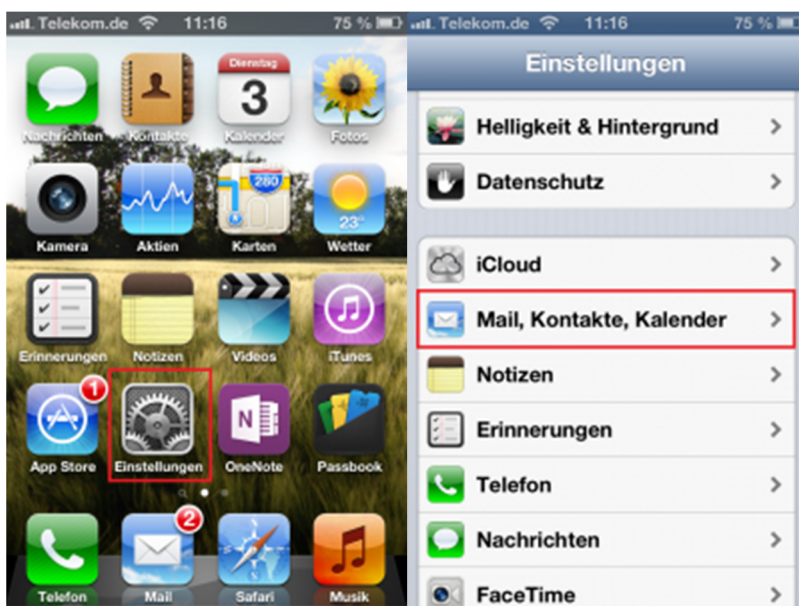 Telekom.de 11:16 75 %
Nachrichten Kontakte Kalender Fotos
Dienstag
3
280
23°
Kamera Aktien Karten Wetter
Erinnerungen Notizen Videos iTunes
1
N
App Store Einstellungen OneNote Passbook
2
Telefon Mail Safari Musik
Telekom.de 11:16 75 %
Einstellungen
Helligkeit & Hintergrund
Datenschutz
iCloud
Mail, Kontakte, Kalender
Notizen
Erinnerungen
Telefon
Nachrichten
FaceTime